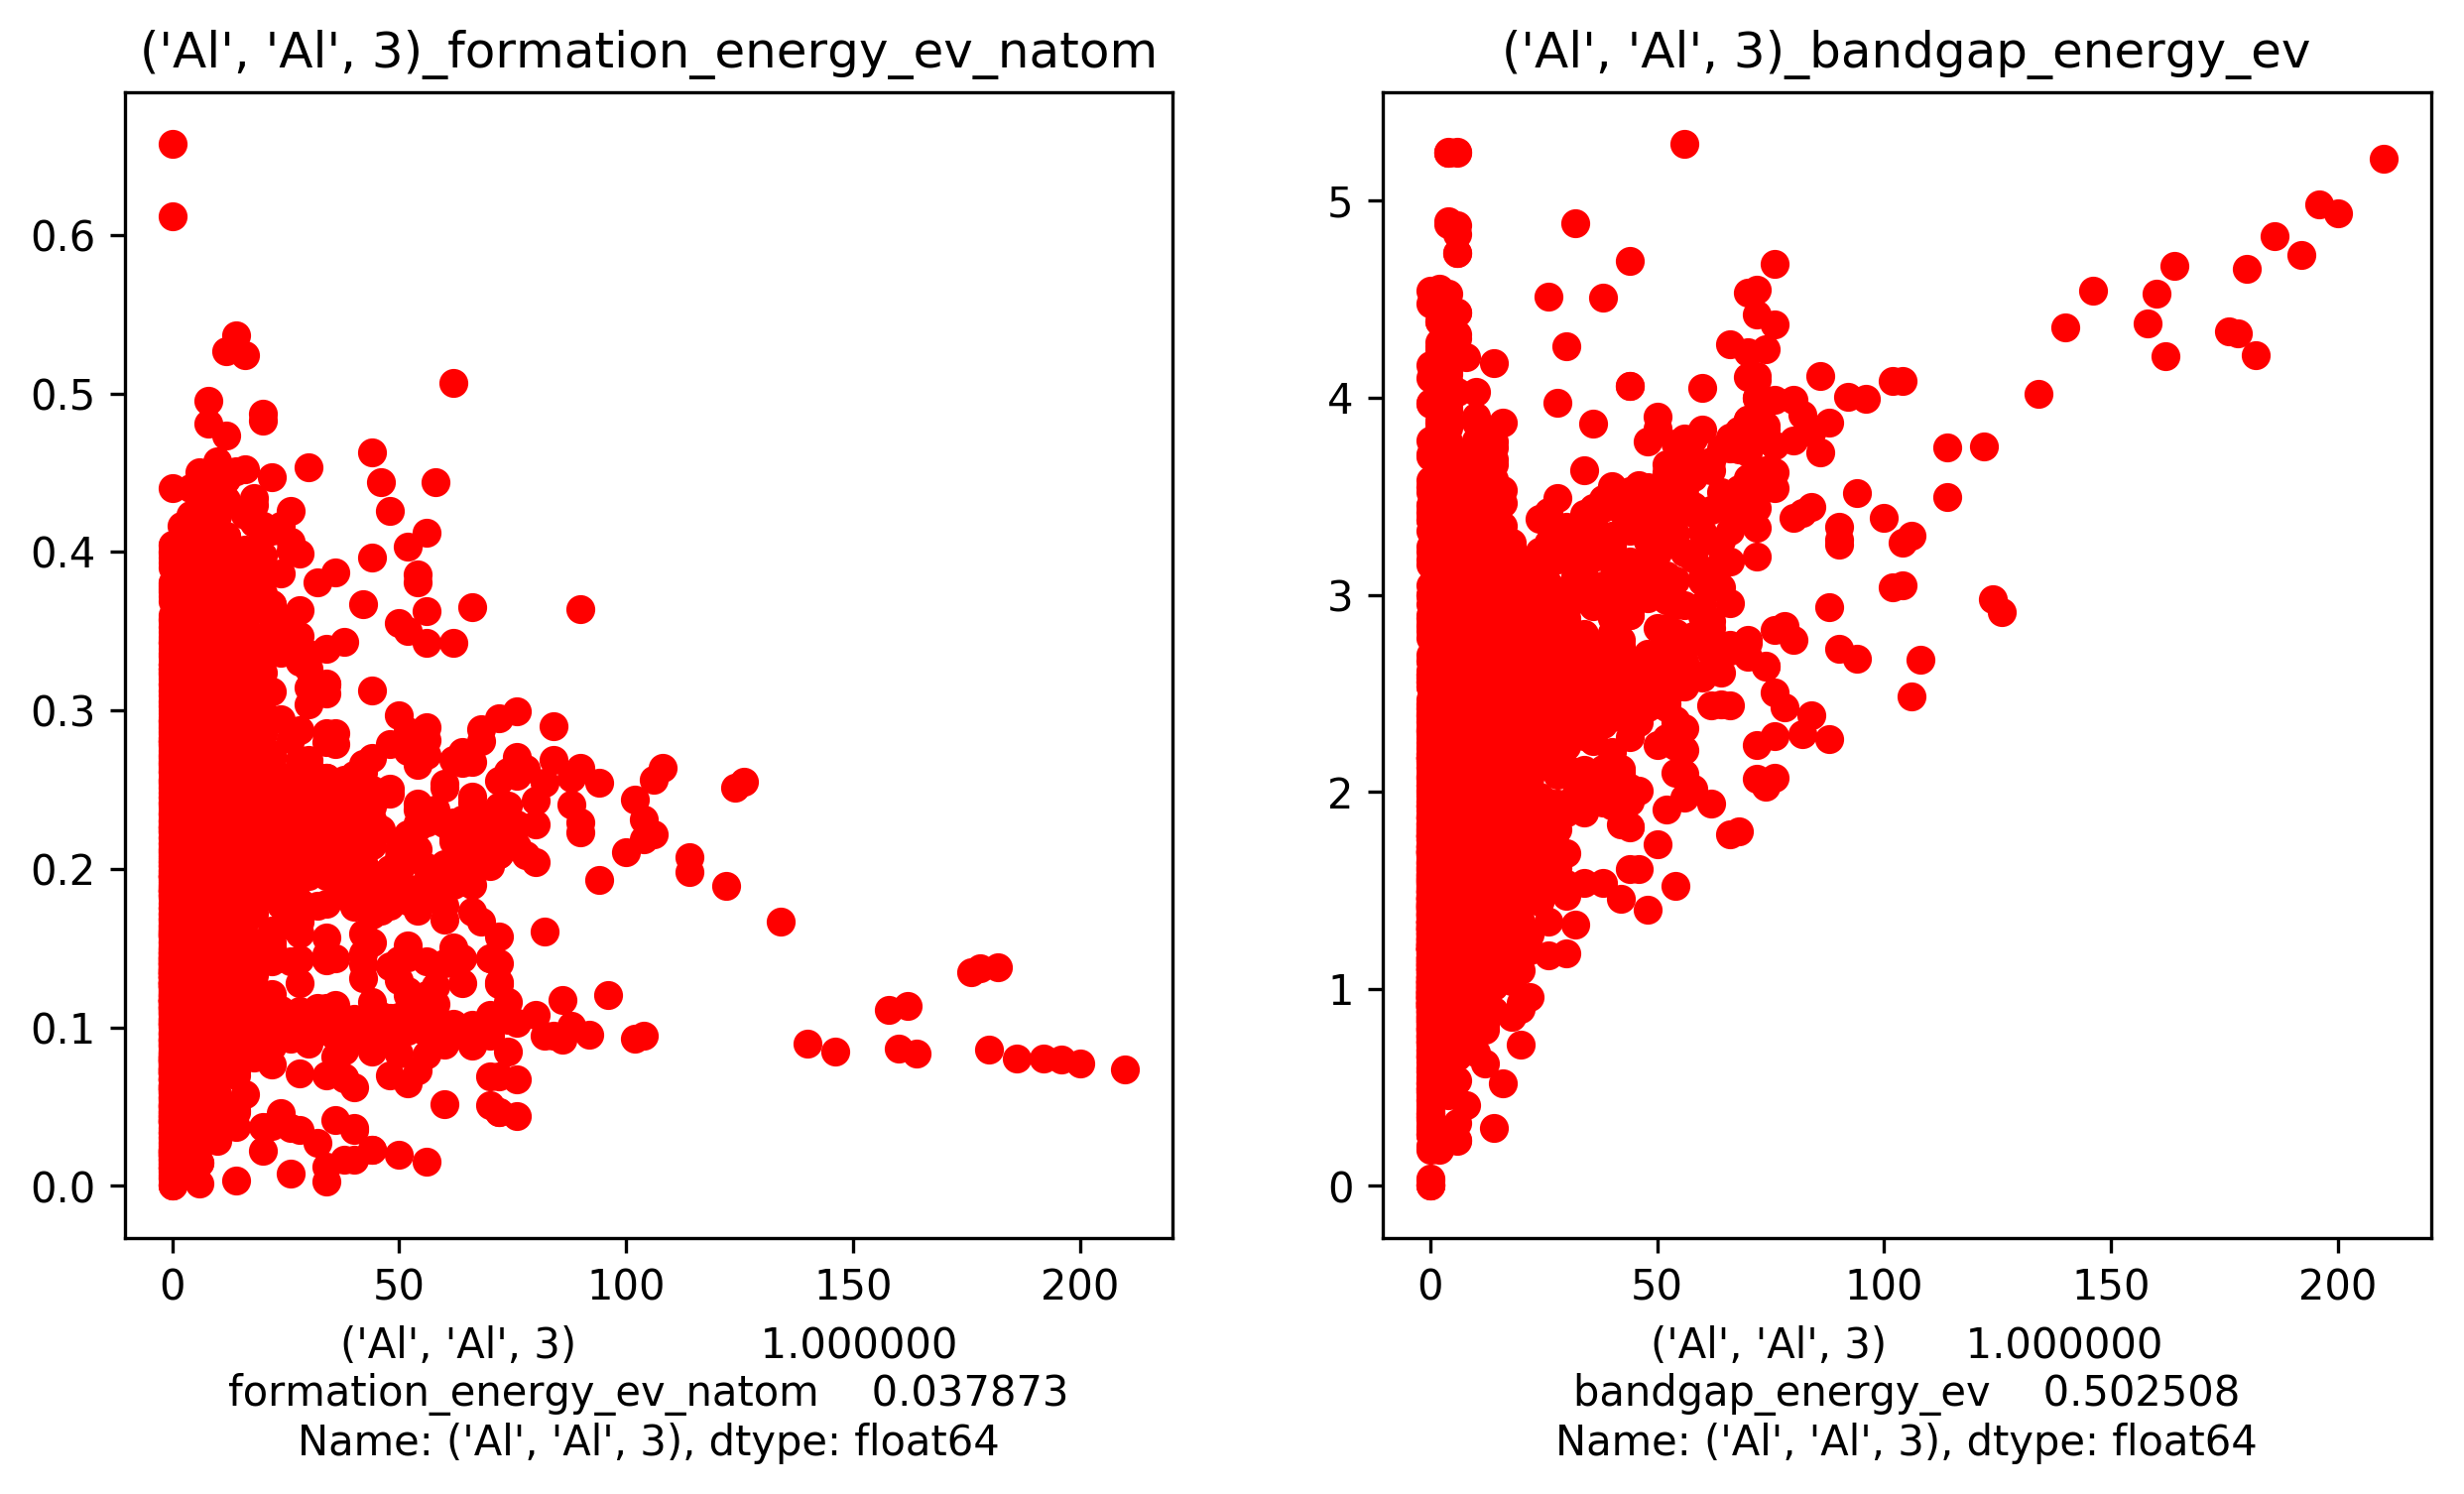 ('Al', 'Al', 3)_formation_energy_ev_natom
0.6
0.5
0.4
0.3
0.2
0.1
0.0
0 50 100 150 200
('Al', 'Al', 3) 1.000000
formation_energy_ev_natom 0.037873
Name: ('Al', 'Al', 3), dtype: float64
('Al', 'Al', 3)_bandgap_energy_ev
5
4
3
2
1
0
0 50 100 150 200
('Al', 'Al', 3) 1.000000
bandgap_energy_ev 0.502508
Name: ('Al', 'Al', 3), dtype: float64